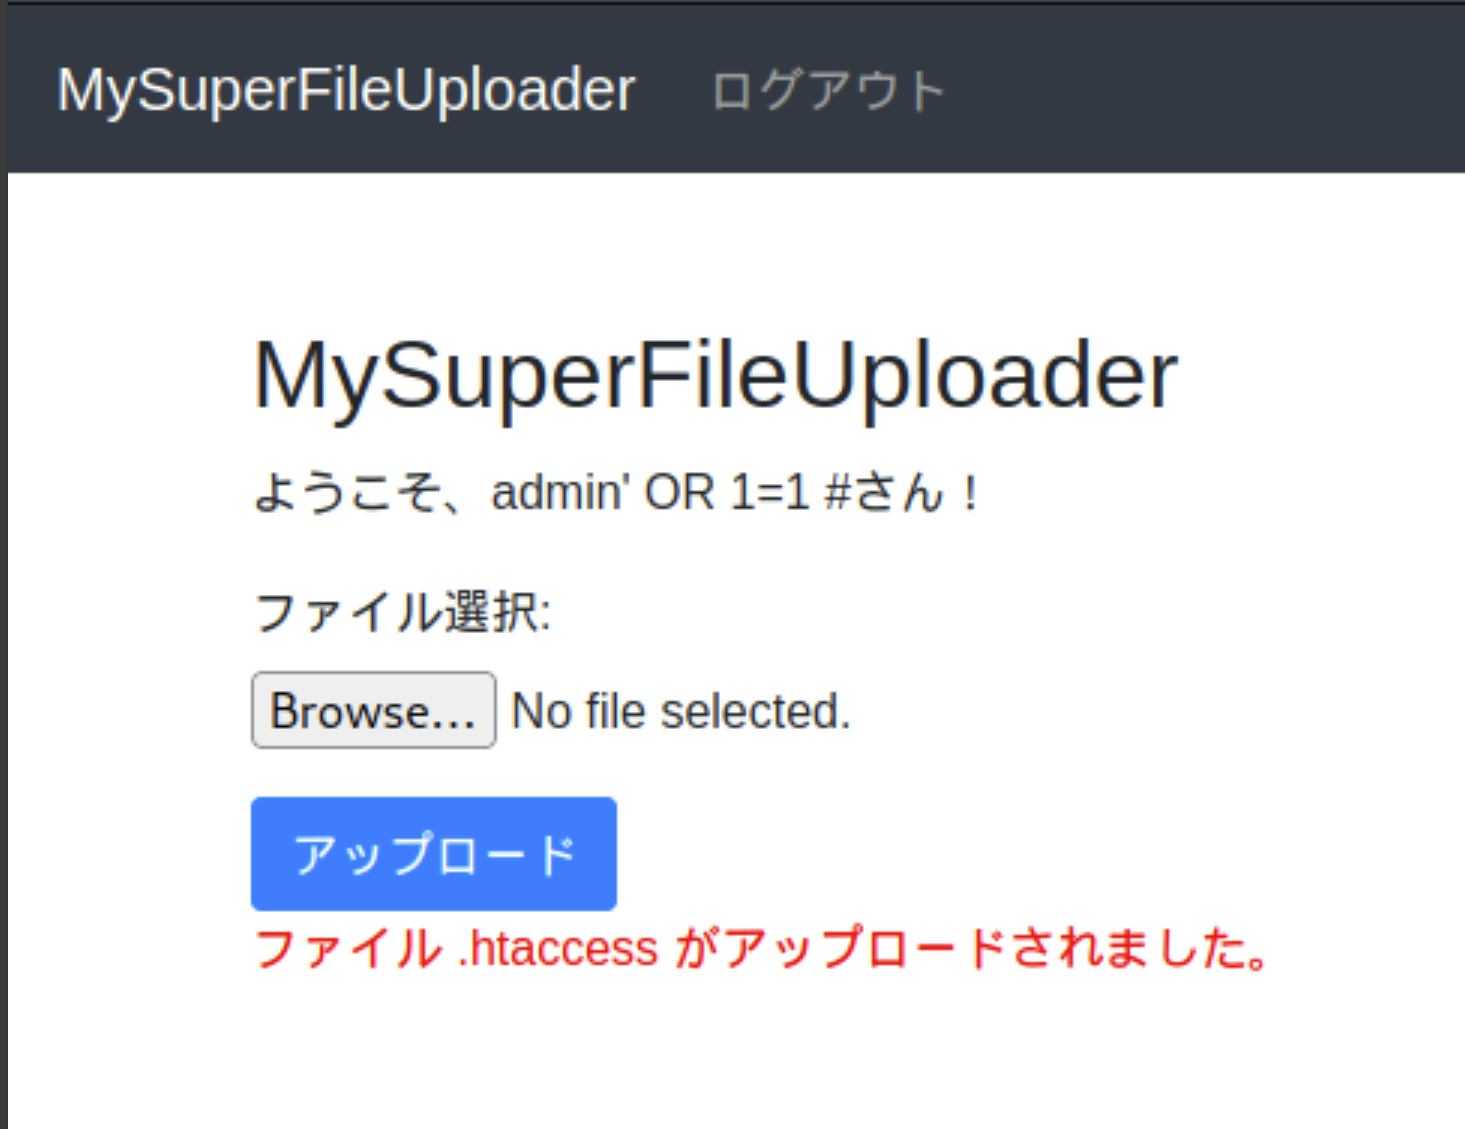 MySuperFileUploader ログアウト
MySuperFileUploader
ようこそ、admin' OR 1=1 #さん！
ファイル選択:
Browse... No file selected.
アップロード
ファイル .htaccess がアップロードされました。